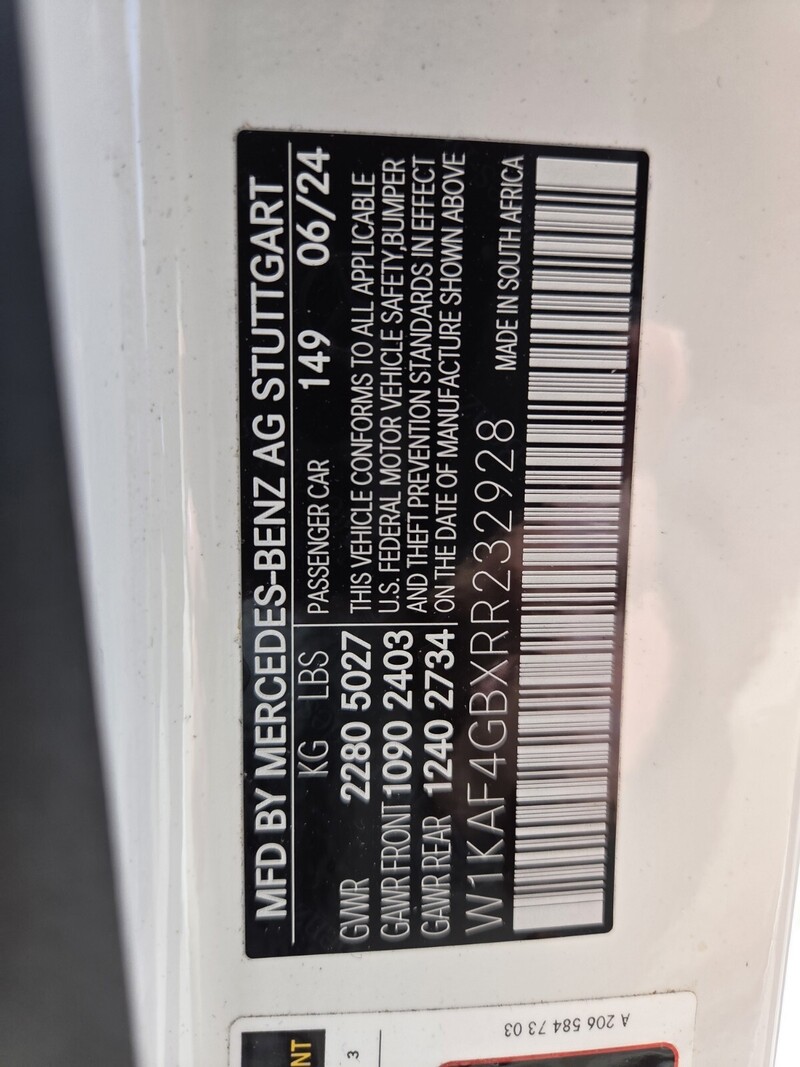 MFD BY MERCEDES-BENZ AG STUTTGART
KG LBS PASSENGER CAR 149 06/24
GVWR 2280 5027 THIS VEHICLE CONFORMS TO ALL APPLICABLE
GAWR FRONT 1090 2403 U.S. FEDERAL MOTOR VEHICLE SAFETY,BUMPER
GAWR REAR 1240 2734 AND THEFT PREVENTION STANDARDS IN EFFECT
ON THE DATE OF MANUFACTURE SHOWN ABOVE
W1KAF4GBXRR232928 MADE IN SOUTH AFRICA
A 206 584 73 03
3